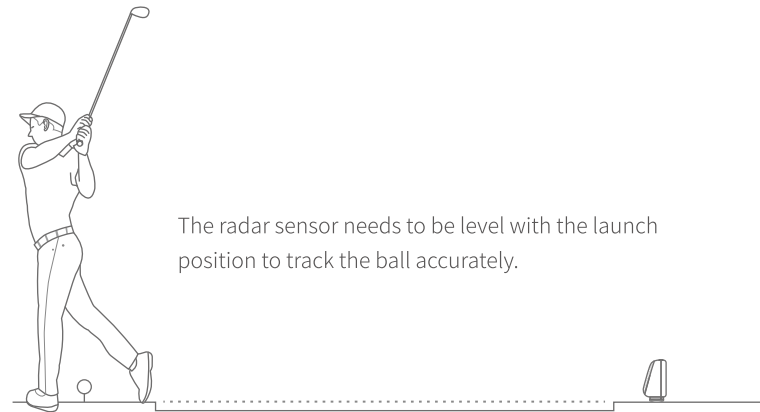 The radar sensor needs to be level with the launch
position to track the ball accurately.